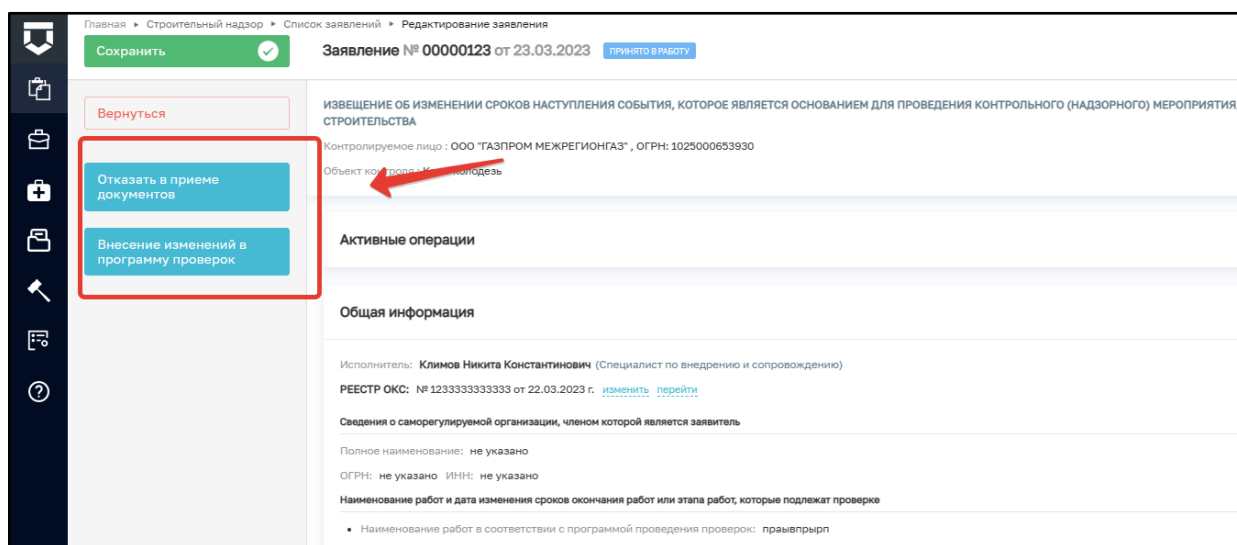 Главная ▸ Строительный надзор ▸ Список заявлений ▸ Редактирование заявления
Сохранить
Заявление № 00000123 от 23.03.2023 ПРИНЯТО В РАБОТУ
Вернуться
ИЗВЕЩЕНИЕ ОБ ИЗМЕНЕНИИ СРОКОВ НАСТУПЛЕНИЯ СОБЫТИЯ, КОТОРОЕ ЯВЛЯЕТСЯ ОСНОВАНИЕМ ДЛЯ ПРОВЕДЕНИЯ КОНТРОЛЬНОГО (НАДЗОРНОГО) МЕРОПРИЯТИЯ,
СТРОИТЕЛЬСТВА
Контролируемое лицо : ООО "ГАЗПРОМ МЕЖРЕГИОНГАЗ" , ОГРН: 1025000653930
Объект контроля :
Отказать в приеме
документов
Внесение изменений в
программу проверок
Активные операции
Общая информация
Исполнитель: Климов Никита Константинович (Специалист по внедрению и сопровождению)
РЕЕСТР ОКС: № 1233333333333 от 22.03.2023 г. изменить перейти
Сведения о саморегулируемой организации, членом которой является заявитель
Полное наименование: не указано
ОГРН: не указано ИНН: не указано
Наименование работ и дата изменения сроков окончания работ или этапа работ, которые подлежат проверке
• Наименование работ в соответствии с программой проведения проверок: праывпрырп